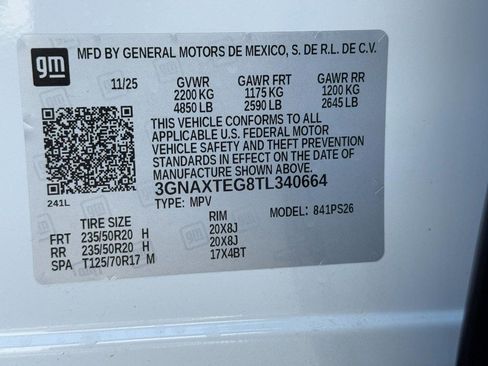 gm
MFD BY GENERAL MOTORS DE MEXICO, S. DE R.L. DE C.V.
11/25 GVWR GAWR FRT GAWR RR
2200 KG 1175 KG 1200 KG
4850 LB 2590 LB 2645 LB
THIS VEHICLE CONFORMS TO ALL
APPLICABLE U.S. FEDERAL MOTOR
VEHICLE SAFETY AND THEFT PREVENTION
STANDARDS IN EFFECT ON THE DATE OF
MANUFACTURE SHOWN ABOVE.
3GNAXTEG8TL340664
241L
TYPE: MPV MODEL: 841PS26
TIRE SIZE RIM
FRT 235/50R20 H 20X8J
RR 235/50R20 H 20X8J
SPA T125/70R17 M 17X4BT